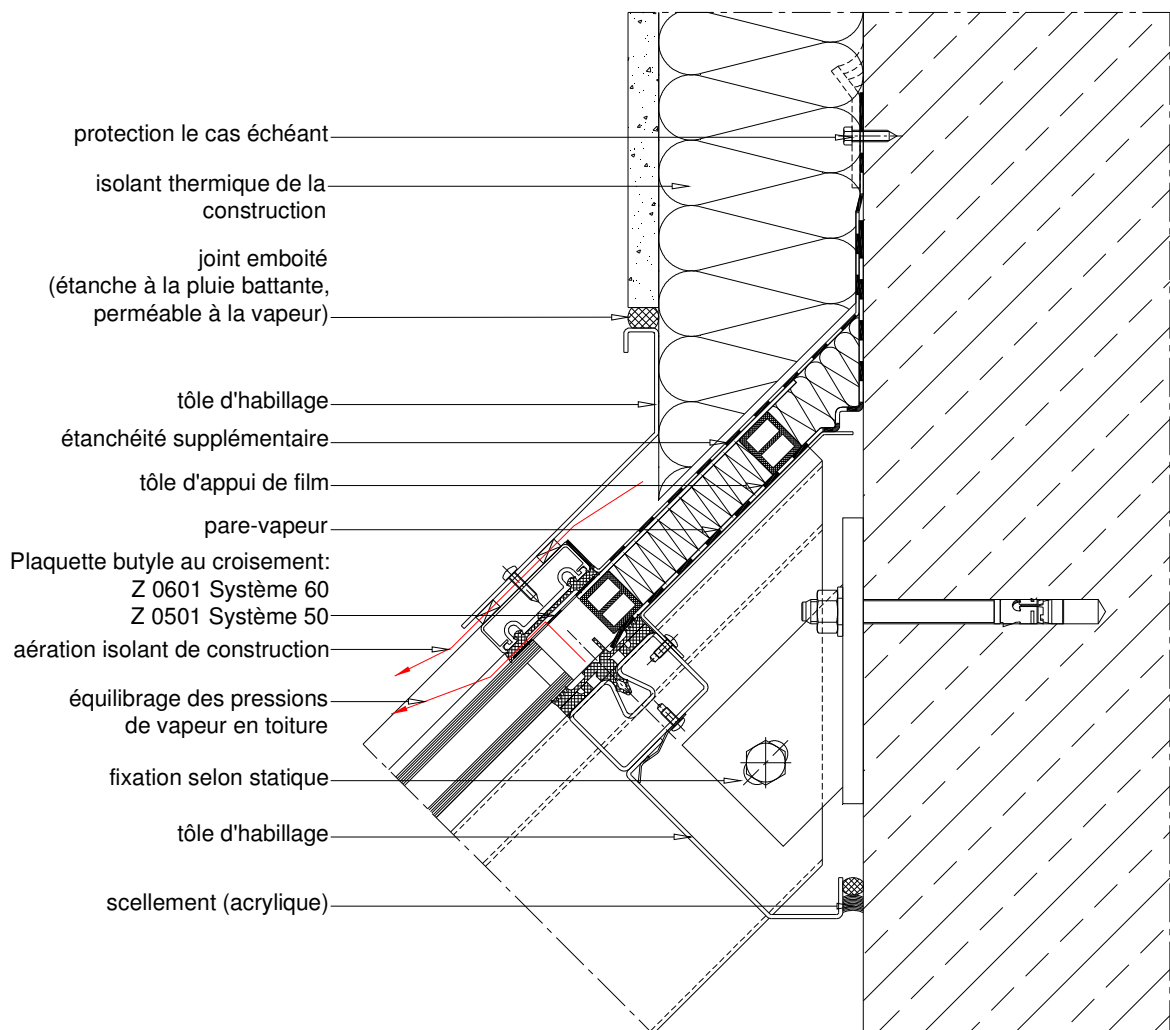 protection le cas échéant
isolant thermique de la
construction
joint emboité
(étanche à la pluie battante,
perméable à la vapeur)
tôle d'habillage
étanchéité supplémentaire
tôle d'appui de film
pare-vapeur
Plaquette butyle au croisement:
Z 0601 Système 60
Z 0501 Système 50
aération isolant de construction
équilibrage des pressions
de vapeur en toiture
fixation selon statique
tôle d'habillage
scellement (acrylique)